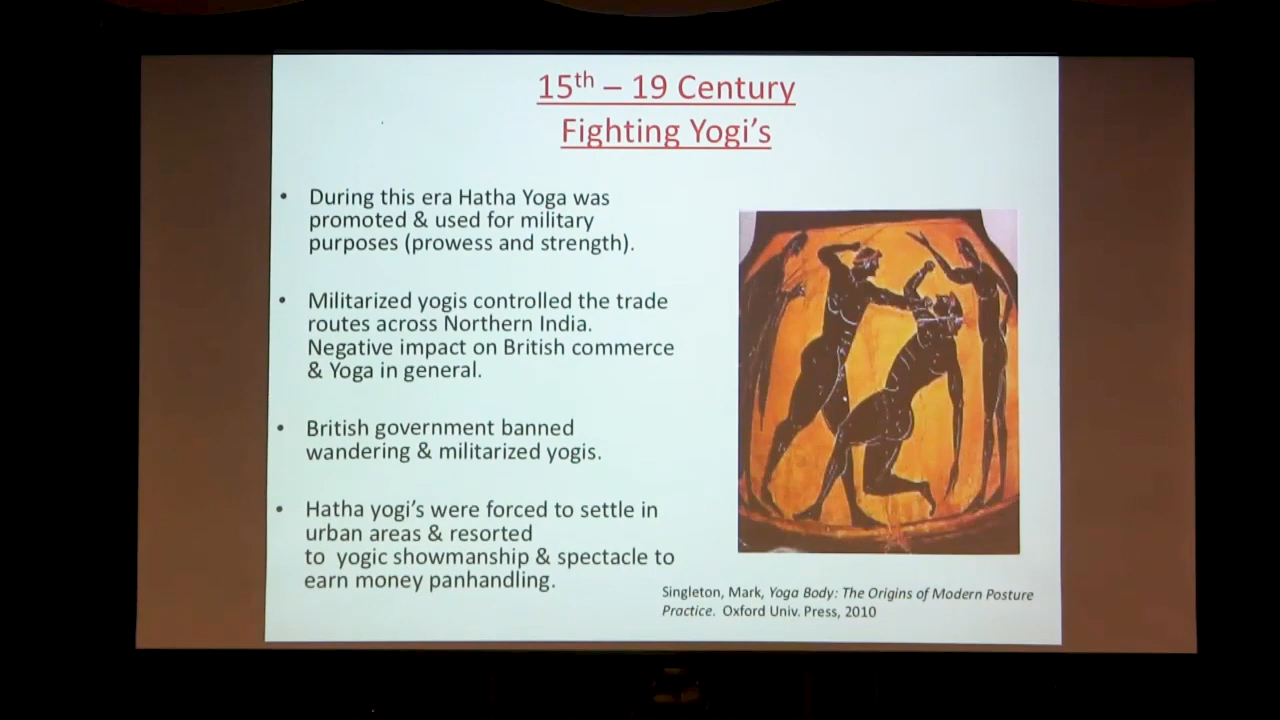 15th – 19 Century
Fighting Yogi's
• During this era Hatha Yoga was
promoted & used for military
purposes (prowess and strength).
• Militarized yogis controlled the trade
routes across Northern India.
Negative impact on British commerce
& Yoga in general.
• British government banned
wandering & militarized yogis.
• Hatha yogi's were forced to settle in
urban areas & resorted
to yogic showmanship & spectacle to
earn money panhandling.
Singleton, Mark, Yoga Body: The Origins of Modern Posture
Practice. Oxford Univ. Press, 2010